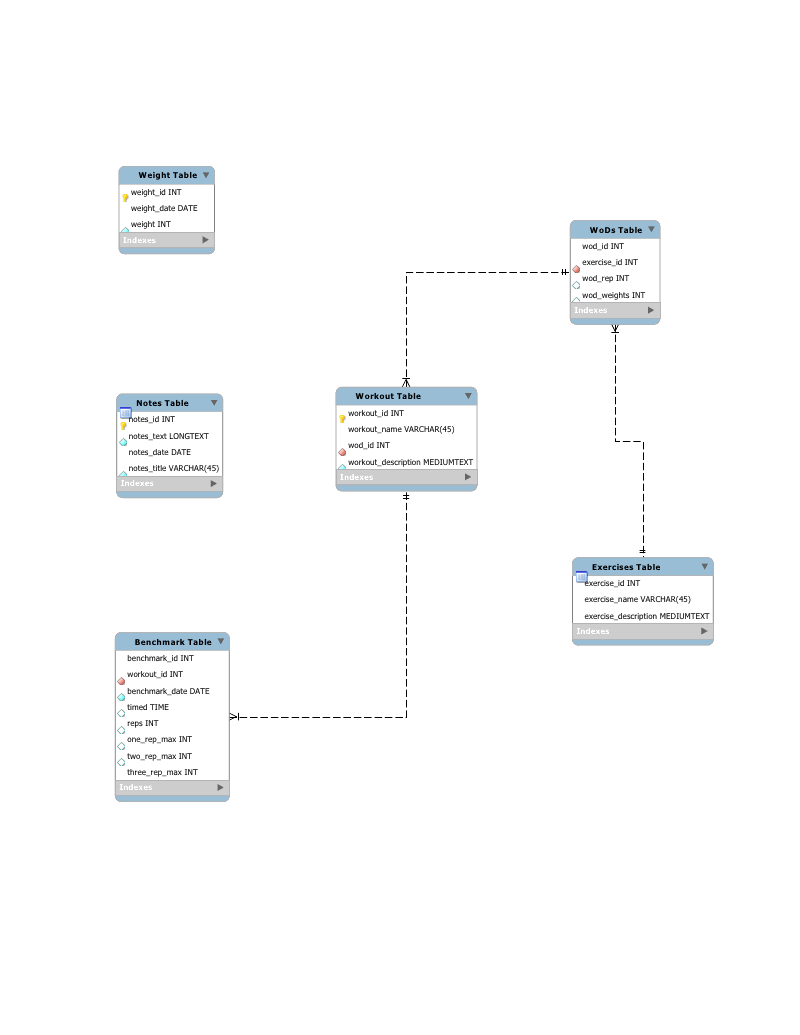 Weight Table
weight_id INT
weight_date DATE
weight INT
Indexes
WoDs Table
wod_id INT
exercise_id INT
wod_rep INT
wod_weights INT
Indexes
Notes Table
notes_id INT
notes_text LONGTEXT
notes_date DATE
notes_title VARCHAR(45)
Indexes
Workout Table
workout_id INT
workout_name VARCHAR(45)
wod_id INT
workout_description MEDIUMTEXT
Indexes
Exercises Table
exercise_id INT
exercise_name VARCHAR(45)
exercise_description MEDIUMTEXT
Indexes
Benchmark Table
benchmark_id INT
workout_id INT
benchmark_date DATE
timed TIME
reps INT
one_rep_max INT
two_rep_max INT
three_rep_max INT
Indexes